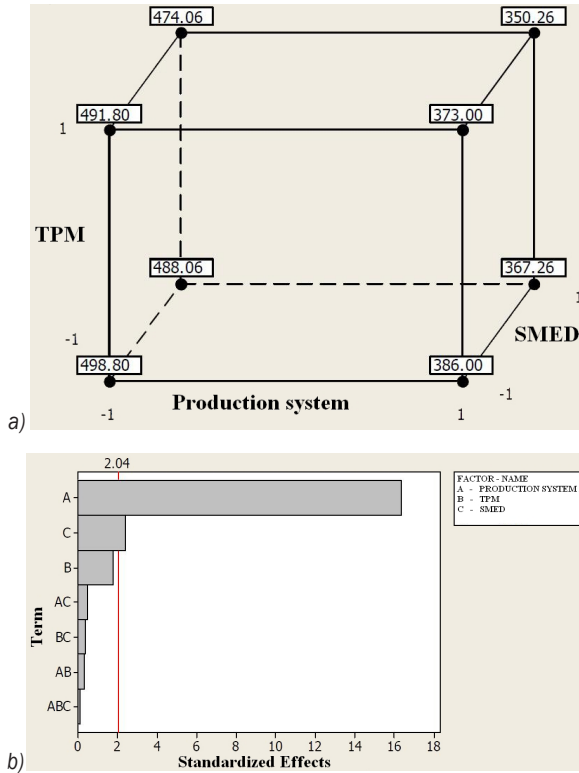 474.06 350.26
491.80 373.00
1
TPM
488.06 367.26
1
SMED
-1
498.80 386.00
-1
Production system
-1 1
a)
2.04
FACTOR - NAME
A - PRODUCTION SYSTEM
B - TPM
C - SMED
A
C
B
AC
BC
AB
ABC
Term
0 2 4 6 8 10 12 14 16 18
Standardized Effects
b)